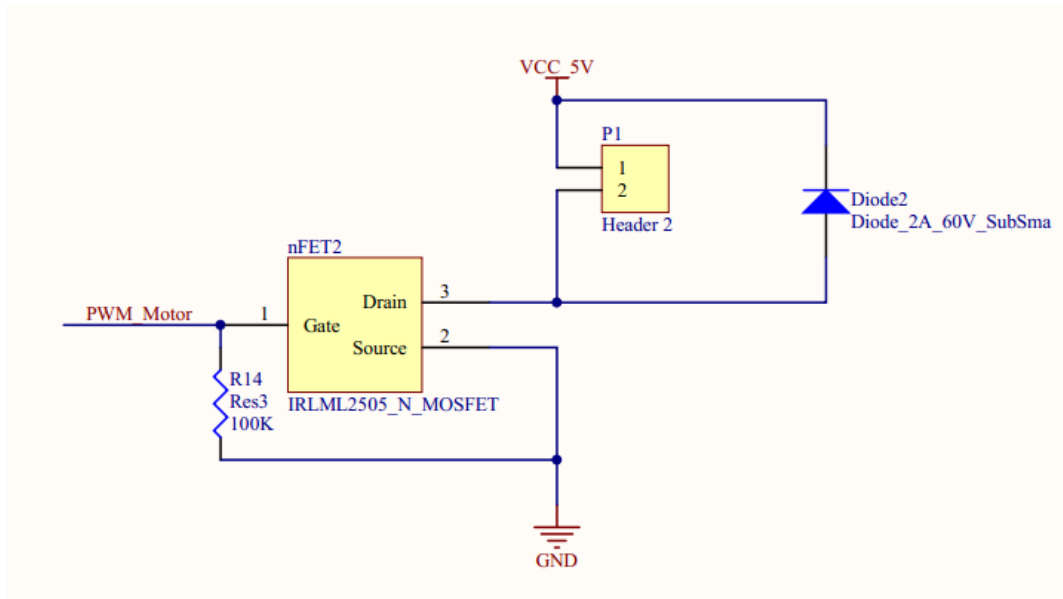 VCC_5V
P1
1
2
Header 2
Diode2
Diode_2A_60V_SubSma
nFET2
Drain
3
PWM_Motor
1
Gate
Source
2
IRLML2505_N_MOSFET
R14
Res3
100K
GND